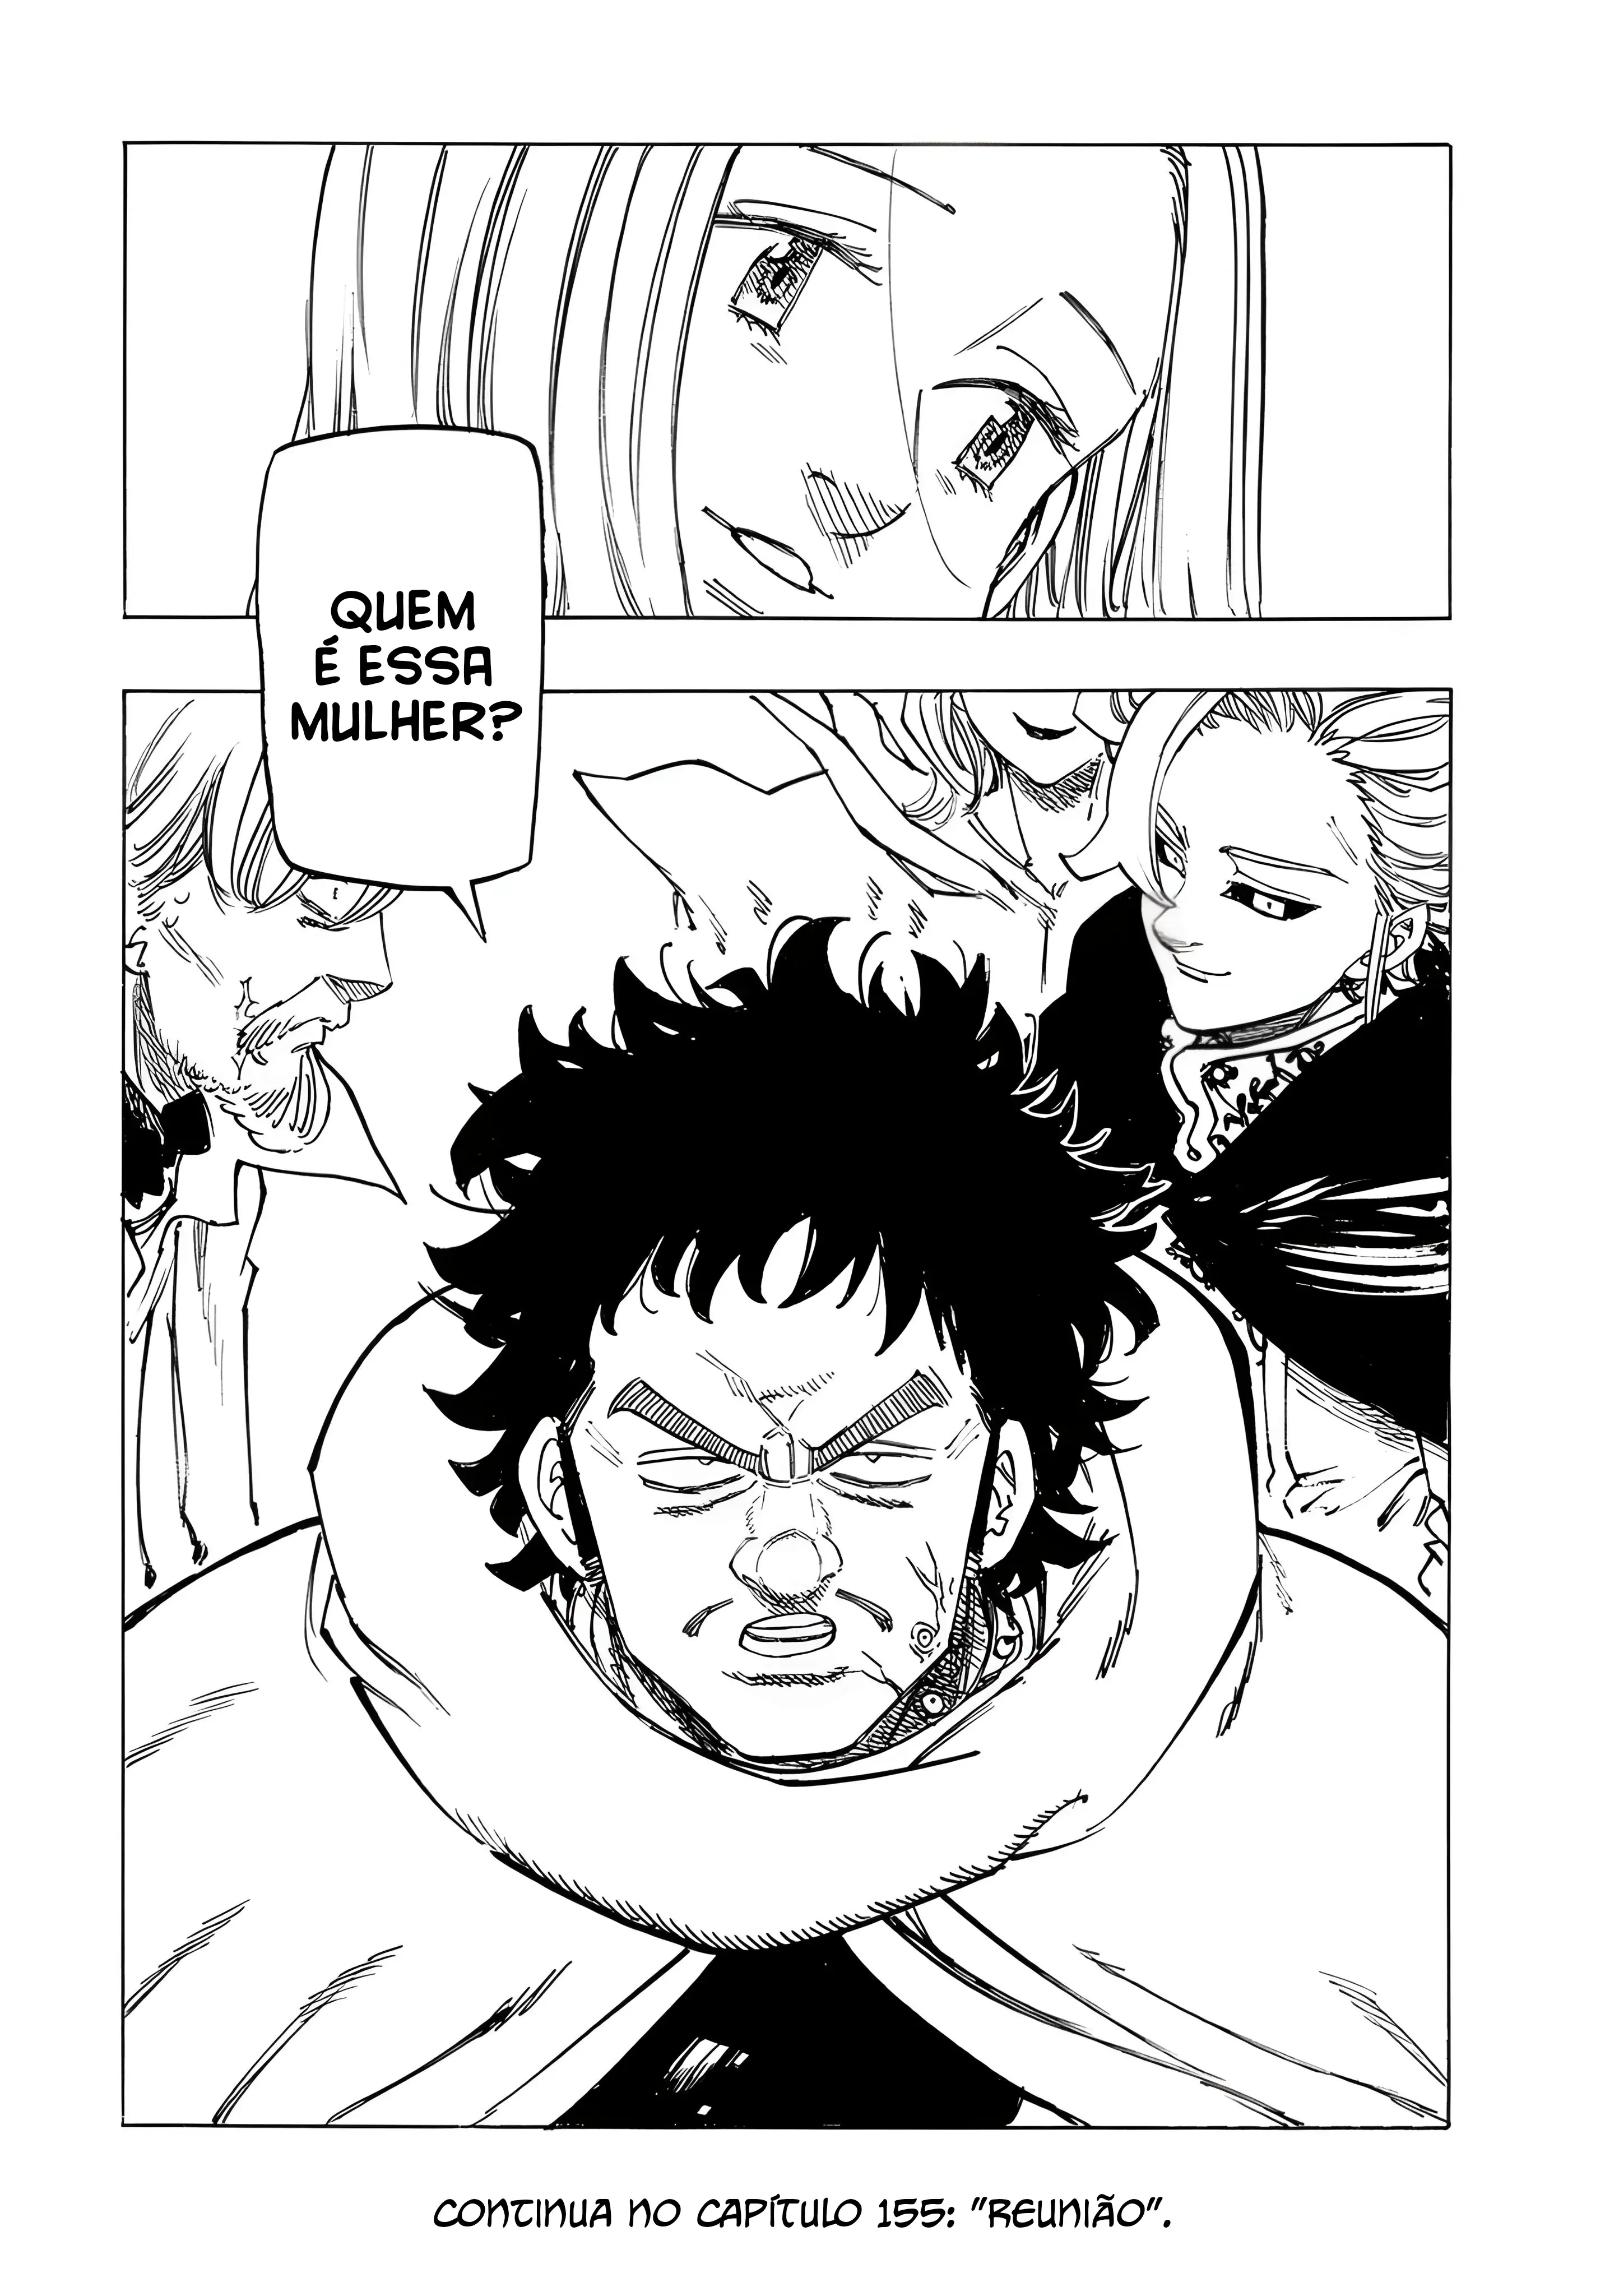 QUEM
É ESSA
MULHER?
CONTINUA NO CAPÍTULO 155: "REUNIÃO".